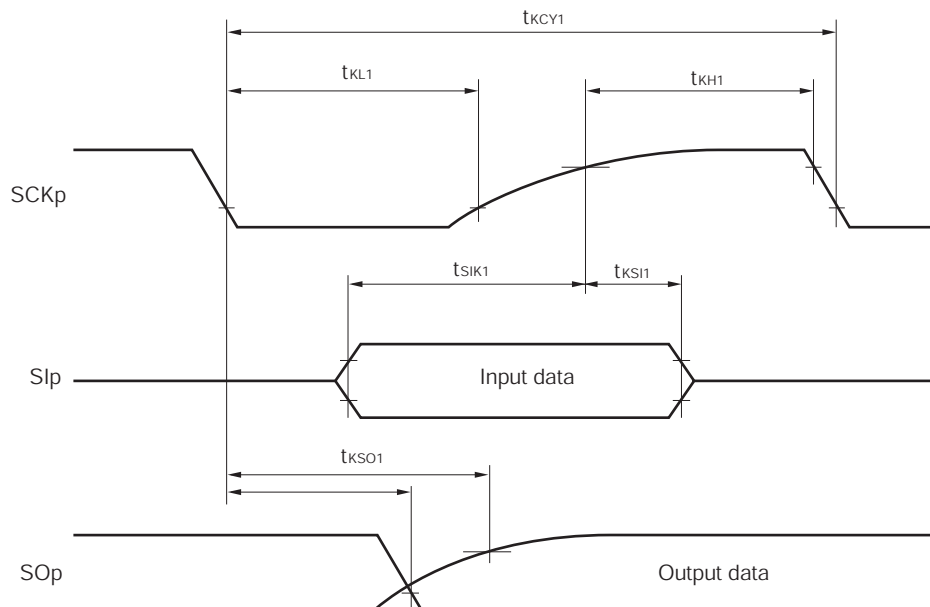 tKCY1
tKL1
tKH1
SCKp
tSIK1
tKSI1
SIp
Input data
tKSO1
SOp
Output data